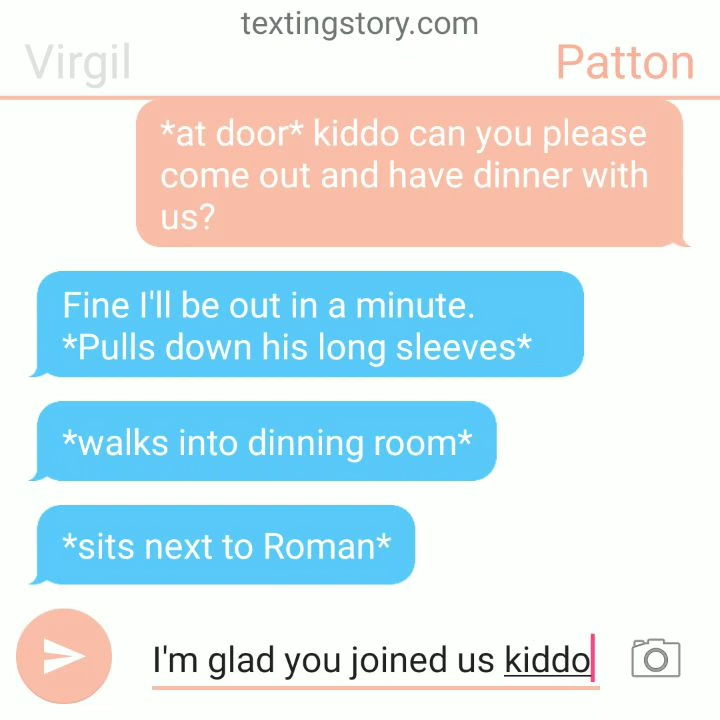 textingstory.com
Virgil
Patton
*at door* kiddo can you please
come out and have dinner with
us?
Fine I'll be out in a minute.
*Pulls down his long sleeves*
*walks into dinning room*
*sits next to Roman*
I'm glad you joined us kiddo